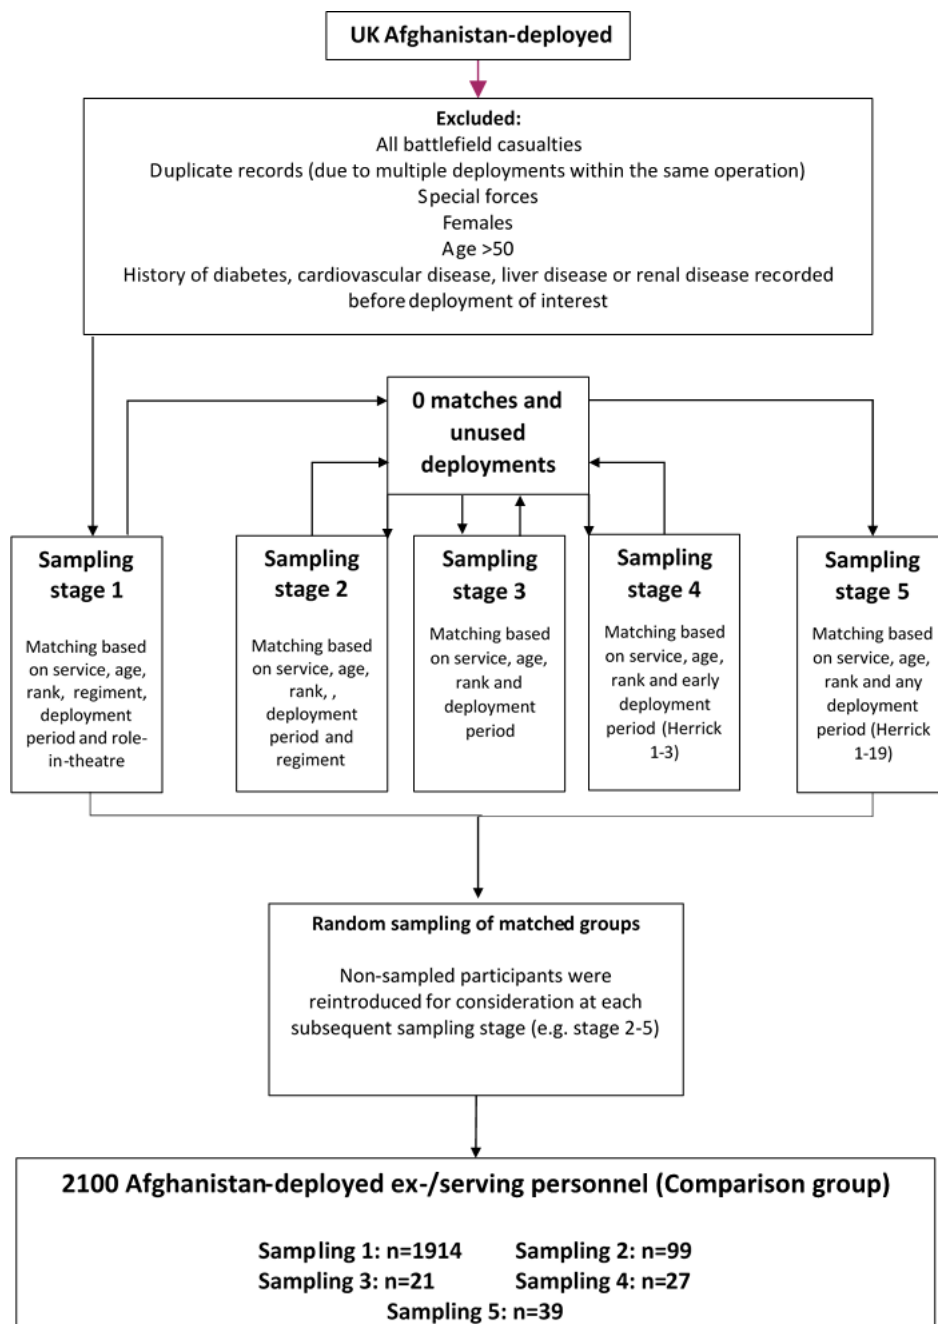 UK Afghanistan-deployed
Excluded:
All battlefield casualties
Duplicate records (due to multiple deployments within the same operation)
Special forces
Females
Age >50
History of diabetes, cardiovascular disease, liver disease or renal disease recorded
before deployment of interest
0 matches and
unused
deployments
Sampling
stage 1
Matching based
on service, age,
rank, regiment,
deployment
period and role-
in-theatre
Sampling
stage 2
Matching based
on service, age,
rank, ,
deployment
period and
regiment
Sampling
stage 3
Matching based
on service, age,
rank and
deployment
period
Sampling
stage 4
Matching based
on service, age,
rank and early
deployment
period (Herrick
1-3)
Sampling
stage 5
Matching based
on service, age,
rank and any
deployment
period (Herrick
1-19)
Random sampling of matched groups
Non-sampled participants were
reintroduced for consideration at each
subsequent sampling stage (e.g. stage 2-5)
2100 Afghanistan-deployed ex-/serving personnel (Comparison group)
Sampling 1: n=1914 Sampling 2: n=99
Sampling 3: n=21 Sampling 4: n=27
Sampling 5: n=39